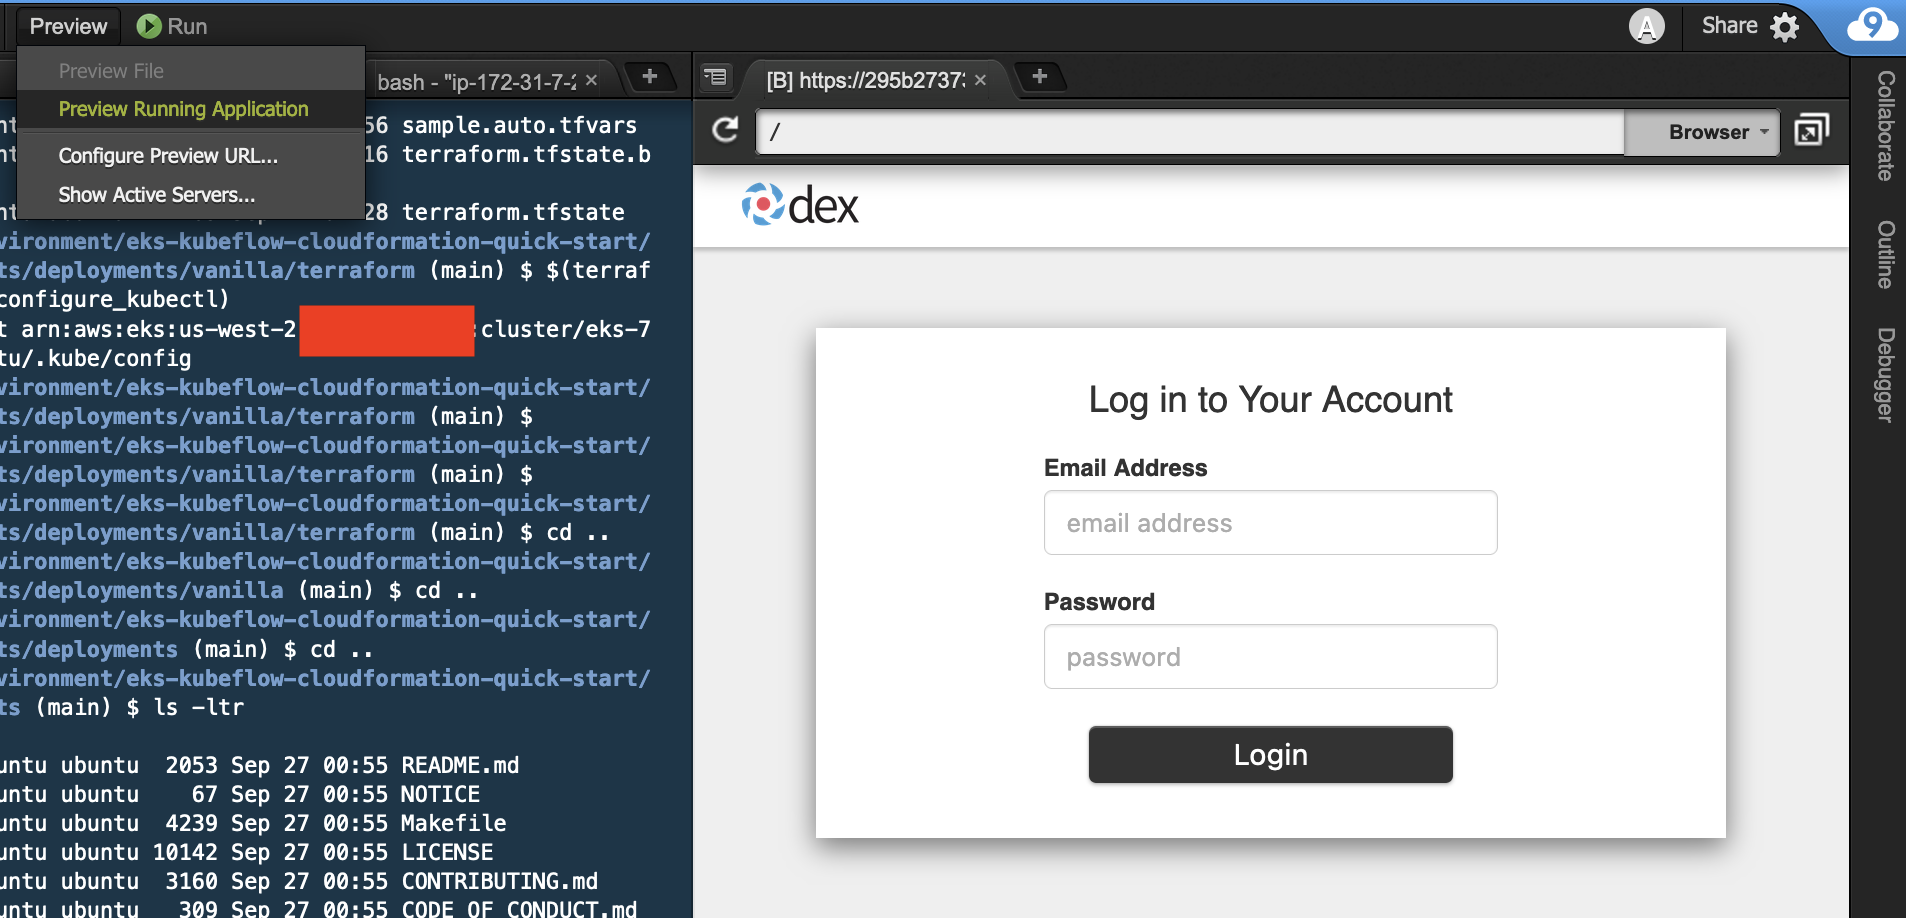 Preview
Run
A
Share
9
Preview File
Preview Running Application
Configure Preview URL...
Show Active Servers...
bash - "ip-172-31-7-2
[B] https://295b2737
/
Browser
Collaborate
Outline
Debugger
56 sample.auto.tfvars
16 terraform.tfstate.b
28 terraform.tfstate
vironment/eks-kubeflow-cloudformation-quick-start/
ts/deployments/vanilla/terraform (main) $ $(terraf
configure_kubectl)
t arn:aws:eks:us-west-2 :cluster/eks-7
tu/.kube/config
vironment/eks-kubeflow-cloudformation-quick-start/
ts/deployments/vanilla/terraform (main) $
vironment/eks-kubeflow-cloudformation-quick-start/
ts/deployments/vanilla/terraform (main) $
vironment/eks-kubeflow-cloudformation-quick-start/
ts/deployments/vanilla/terraform (main) $ cd ..
vironment/eks-kubeflow-cloudformation-quick-start/
ts/deployments/vanilla (main) $ cd ..
vironment/eks-kubeflow-cloudformation-quick-start/
ts/deployments (main) $ cd ..
vironment/eks-kubeflow-cloudformation-quick-start/
ts (main) $ ls -ltr
untu ubuntu 2053 Sep 27 00:55 README.md
untu ubuntu 67 Sep 27 00:55 NOTICE
untu ubuntu 4239 Sep 27 00:55 Makefile
untu ubuntu 10142 Sep 27 00:55 LICENSE
untu ubuntu 3160 Sep 27 00:55 CONTRIBUTING.md
untu ubuntu 309 Sep 27 00:55 CODE_OF_CONDUCT.md
dex
Log in to Your Account
Email Address
email address
Password
password
Login